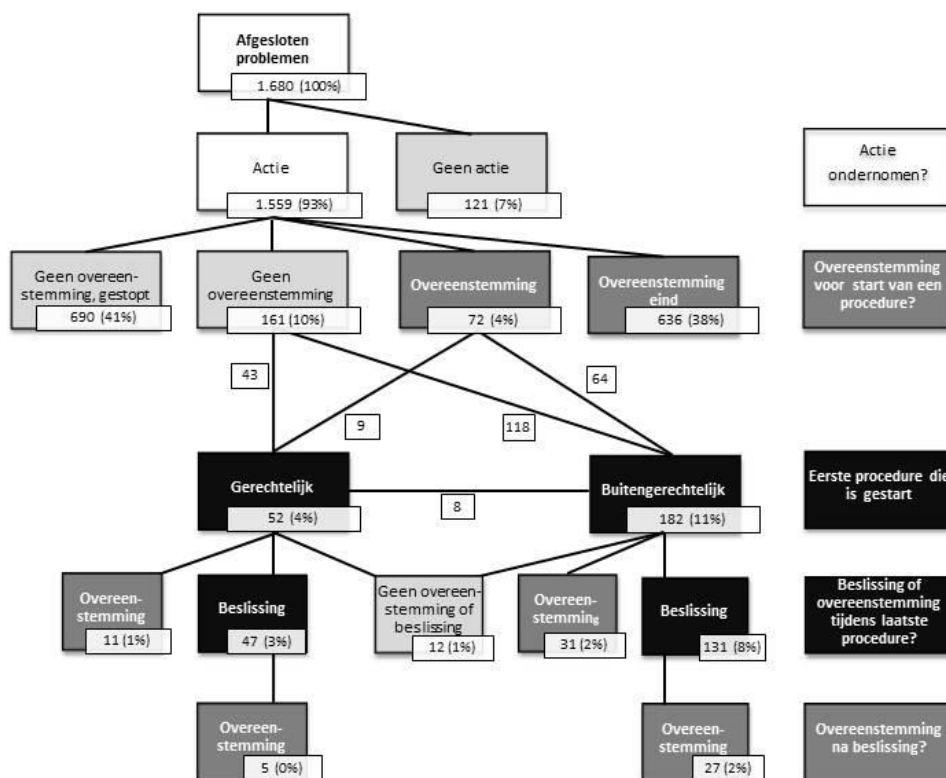 Afgesloten
problemen
1.680 (100%)
Actie
1.559 (93%)
Geen actie
121 (7%)
Actie
ondernomen?
Geen overeen-
stemming, gestopt
690 (41%)
Geen
overeenstemming
161 (10%)
Overeenstemming
72 (4%)
Overeenstemming
eind
636 (38%)
Overeenstemming
voor start van een
procedure?
43
9
118
64
Gerechtelijk
52 (4%)
8
Buitengerechtelijk
182 (11%)
Eerste procedure die
is gestart
Overeen-
stemming
11 (1%)
Beslissing
47 (3%)
Geen overeen-
stemming of
beslissing
12 (1%)
Overeen-
stemming
31 (2%)
Beslissing
131 (8%)
Beslissing of
overeenstemming
tijdens laatste
procedure?
Overeen-
stemming
5 (0%)
Overeen-
stemming
27 (2%)
Overeenstemming
na beslissing?